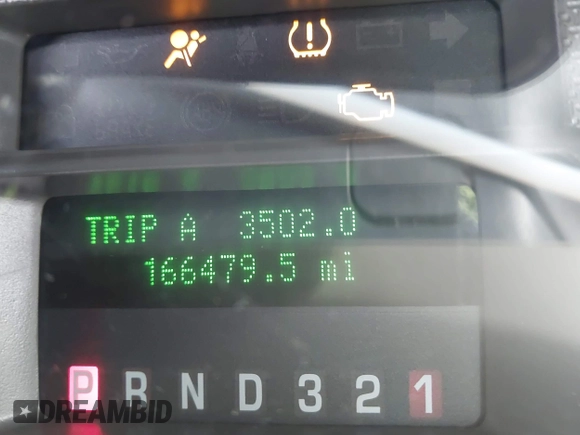 TRIP A 3502.0
166479.5 mi
P R N D 3 2 1
DREAMBID